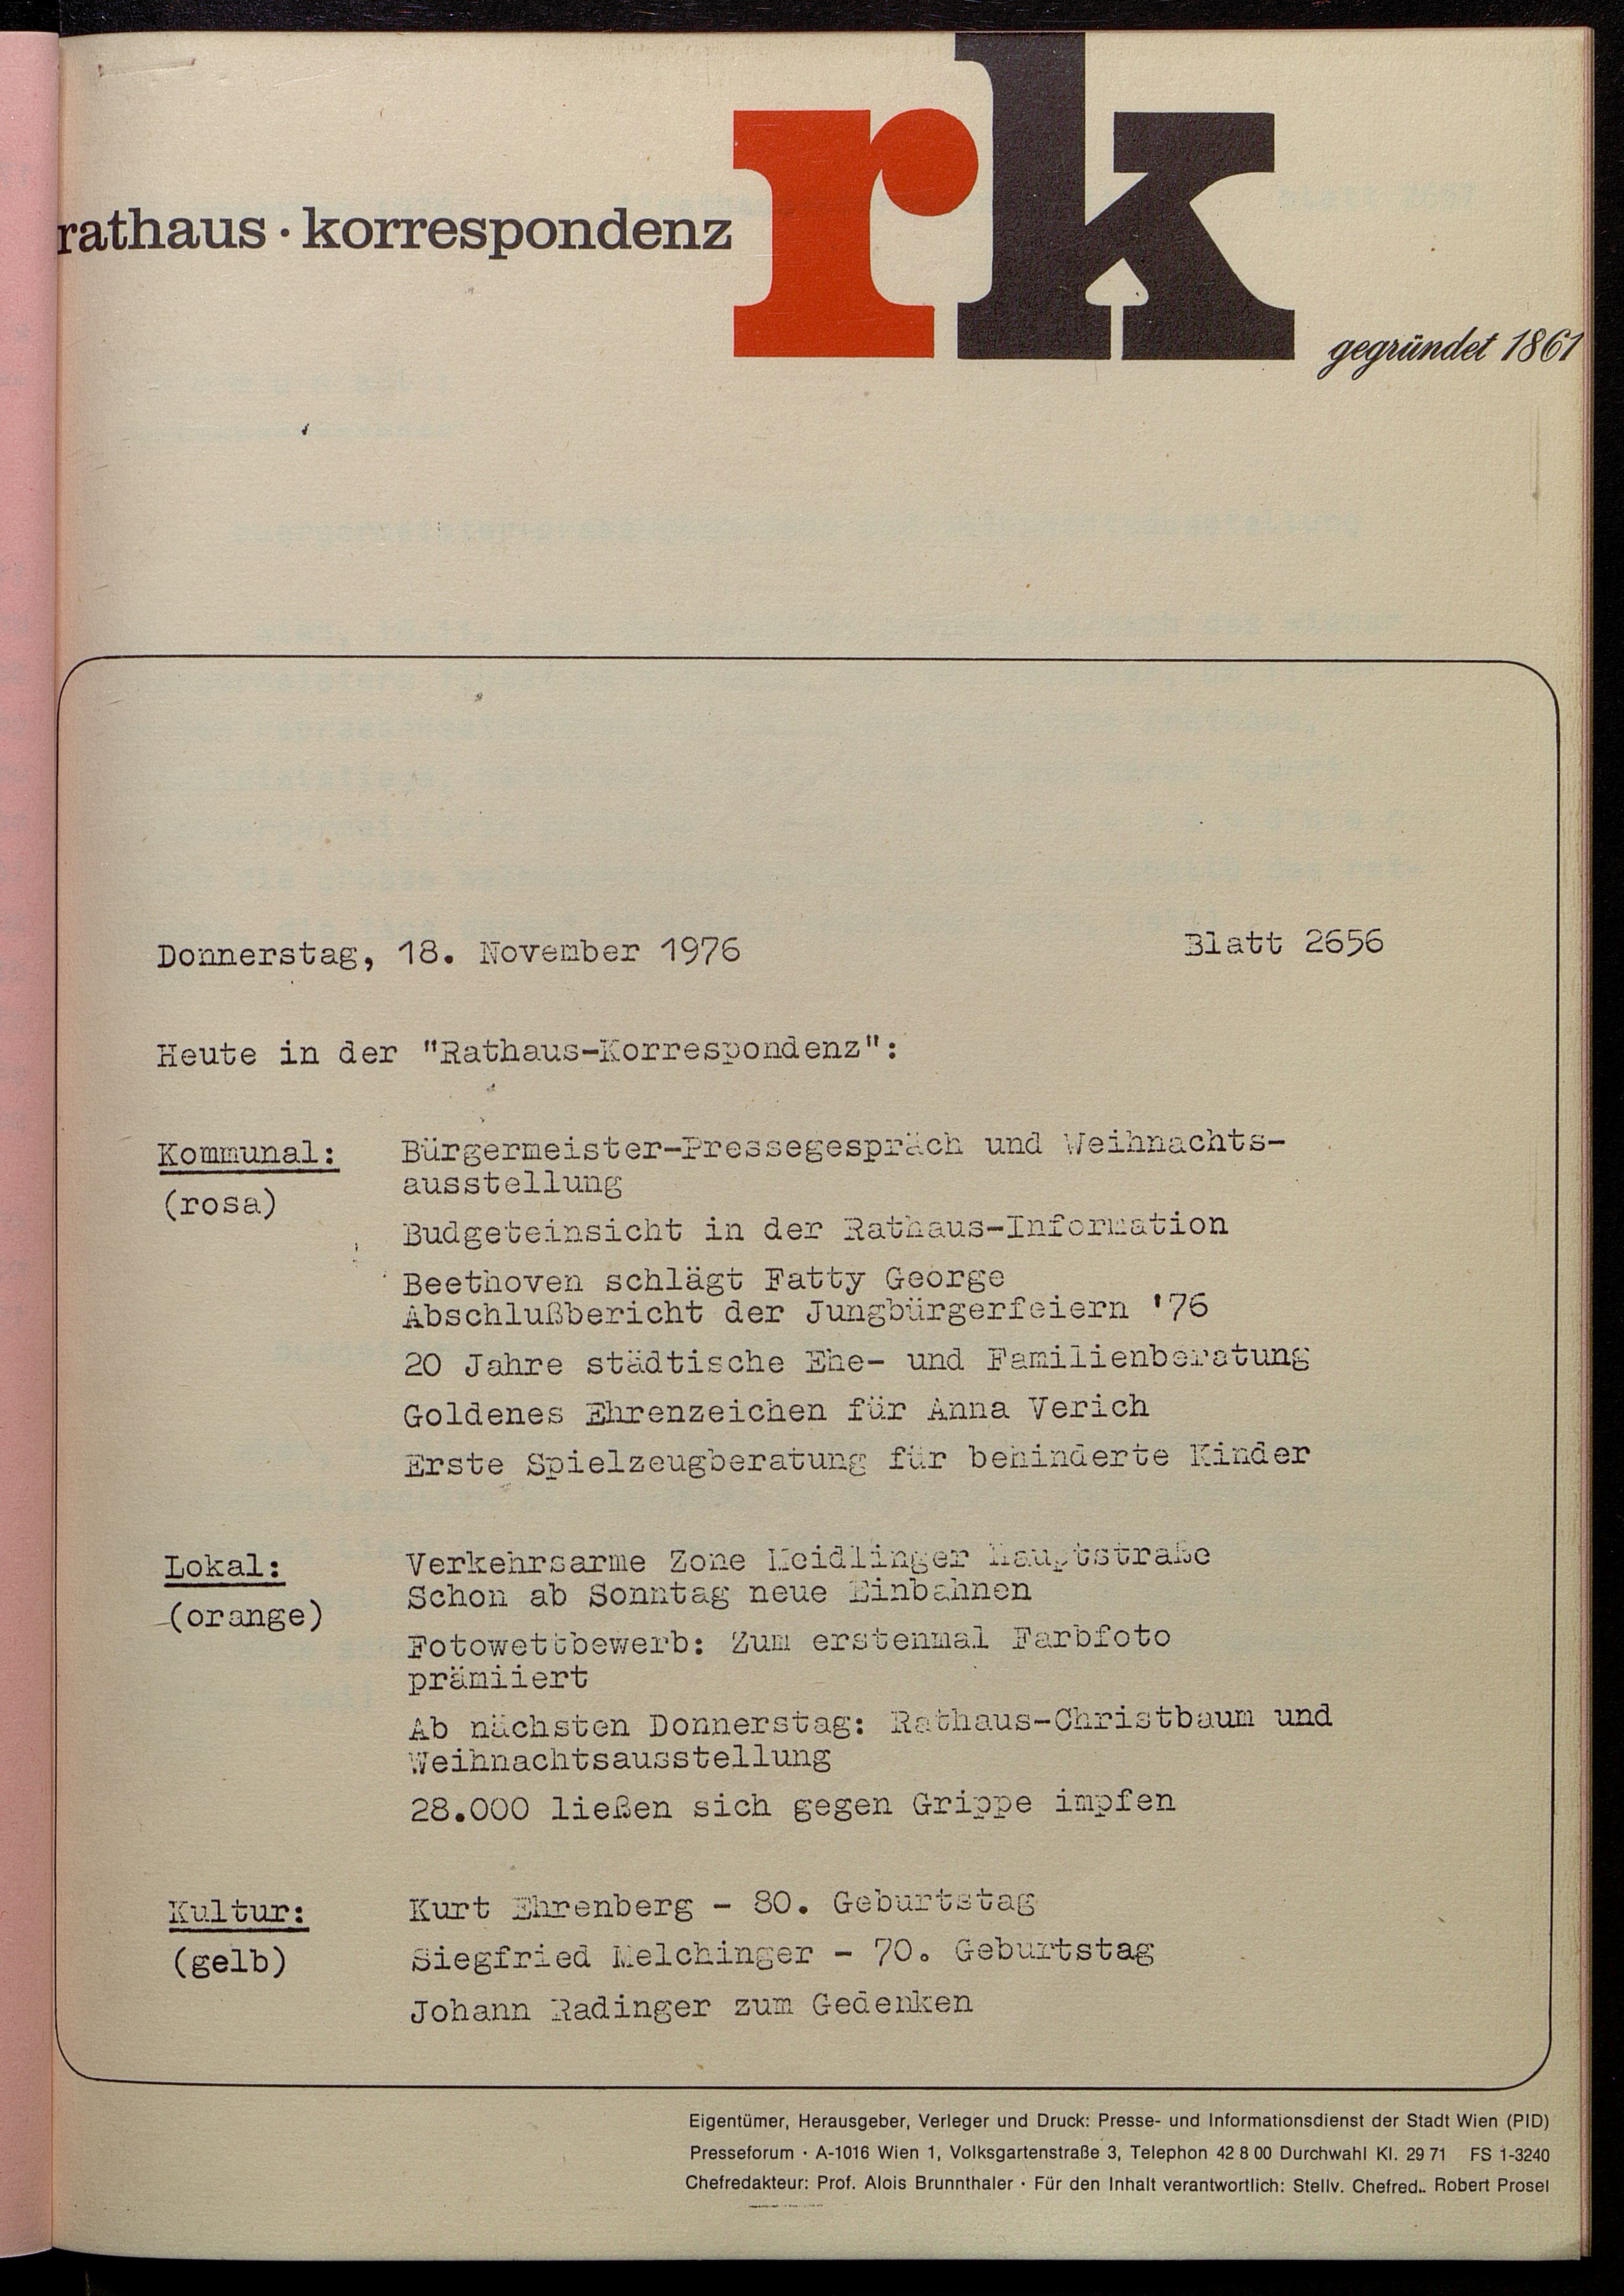 rk
rathaus · korrespondenz
gegründet 1861
Donnerstag, 18. November 1976 Blatt 2656
Heute in der "Rathaus-Korrespondenz":
Kommunal: Bürgermeister-Pressegespräch und Weihnachts-
ausstellung
(rosa)
Budgeteinsicht in der Rathaus-Information
Beethoven schlägt Fatty George
Abschlußbericht der Jungbürgerfeiern '76
20 Jahre städtische Ehe- und Familienberatung
Goldenes Ehrenzeichen für Anna Verich
Erste Spielzeugberatung für behinderte Kinder
Lokal: Verkehrsarme Zone Meidlinger Hauptstraße
Schon ab Sonntag neue Einbahnen
(orange)
Fotowettbewerb: Zum erstenmal Farbfoto
prämiiert
Ab nächsten Donnerstag: Rathaus-Christbaum und
Weihnachtsausstellung
28.000 ließen sich gegen Grippe impfen
Kultur: Kurt Ehrenberg - 80. Geburtstag
(gelb) Siegfried Melchinger - 70. Geburtstag
Johann Radinger zum Gedenken
Eigentümer, Herausgeber, Verleger und Druck: Presse- und Informationsdienst der Stadt Wien (PID)
Presseforum · A-1016 Wien 1, Volksgartenstraße 3, Telephon 42 8 00 Durchwahl Kl. 29 71 FS 1-3240
Chefredakteur: Prof. Alois Brunnthaler · Für den Inhalt verantwortlich: Stellv. Chefred.. Robert Prosel